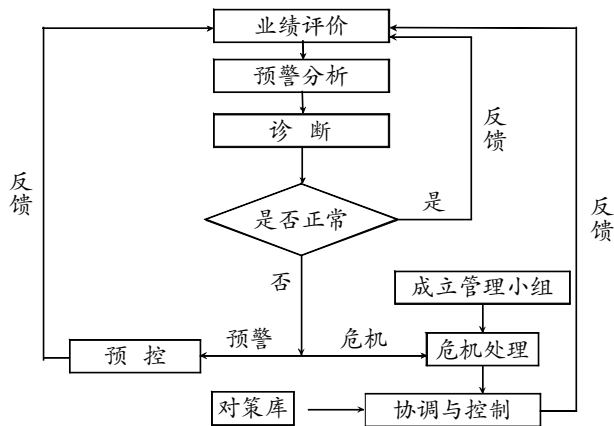 业绩评价
预警分析
诊 断
反馈
反馈
反馈
是否正常
是
否
成立管理小组
预 控
预警
危机
危机处理
对策库
协调与控制